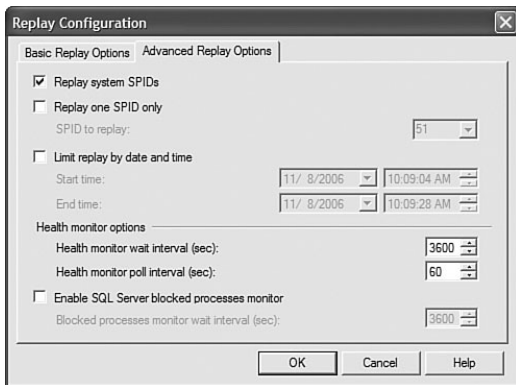 Replay Configuration
Basic Replay Options
Advanced Replay Options
Replay system SPIDs
Replay one SPID only
SPID to replay: 51
Limit replay by date and time
Start time: 11/ 8/2006 10:09:04 AM
End time: 11/ 8/2006 10:09:28 AM
Health monitor options
Health monitor wait interval (sec): 3600
Health monitor poll interval (sec): 60
Enable SQL Server blocked processes monitor
Blocked processes monitor wait interval (sec): 3600
OK Cancel Help